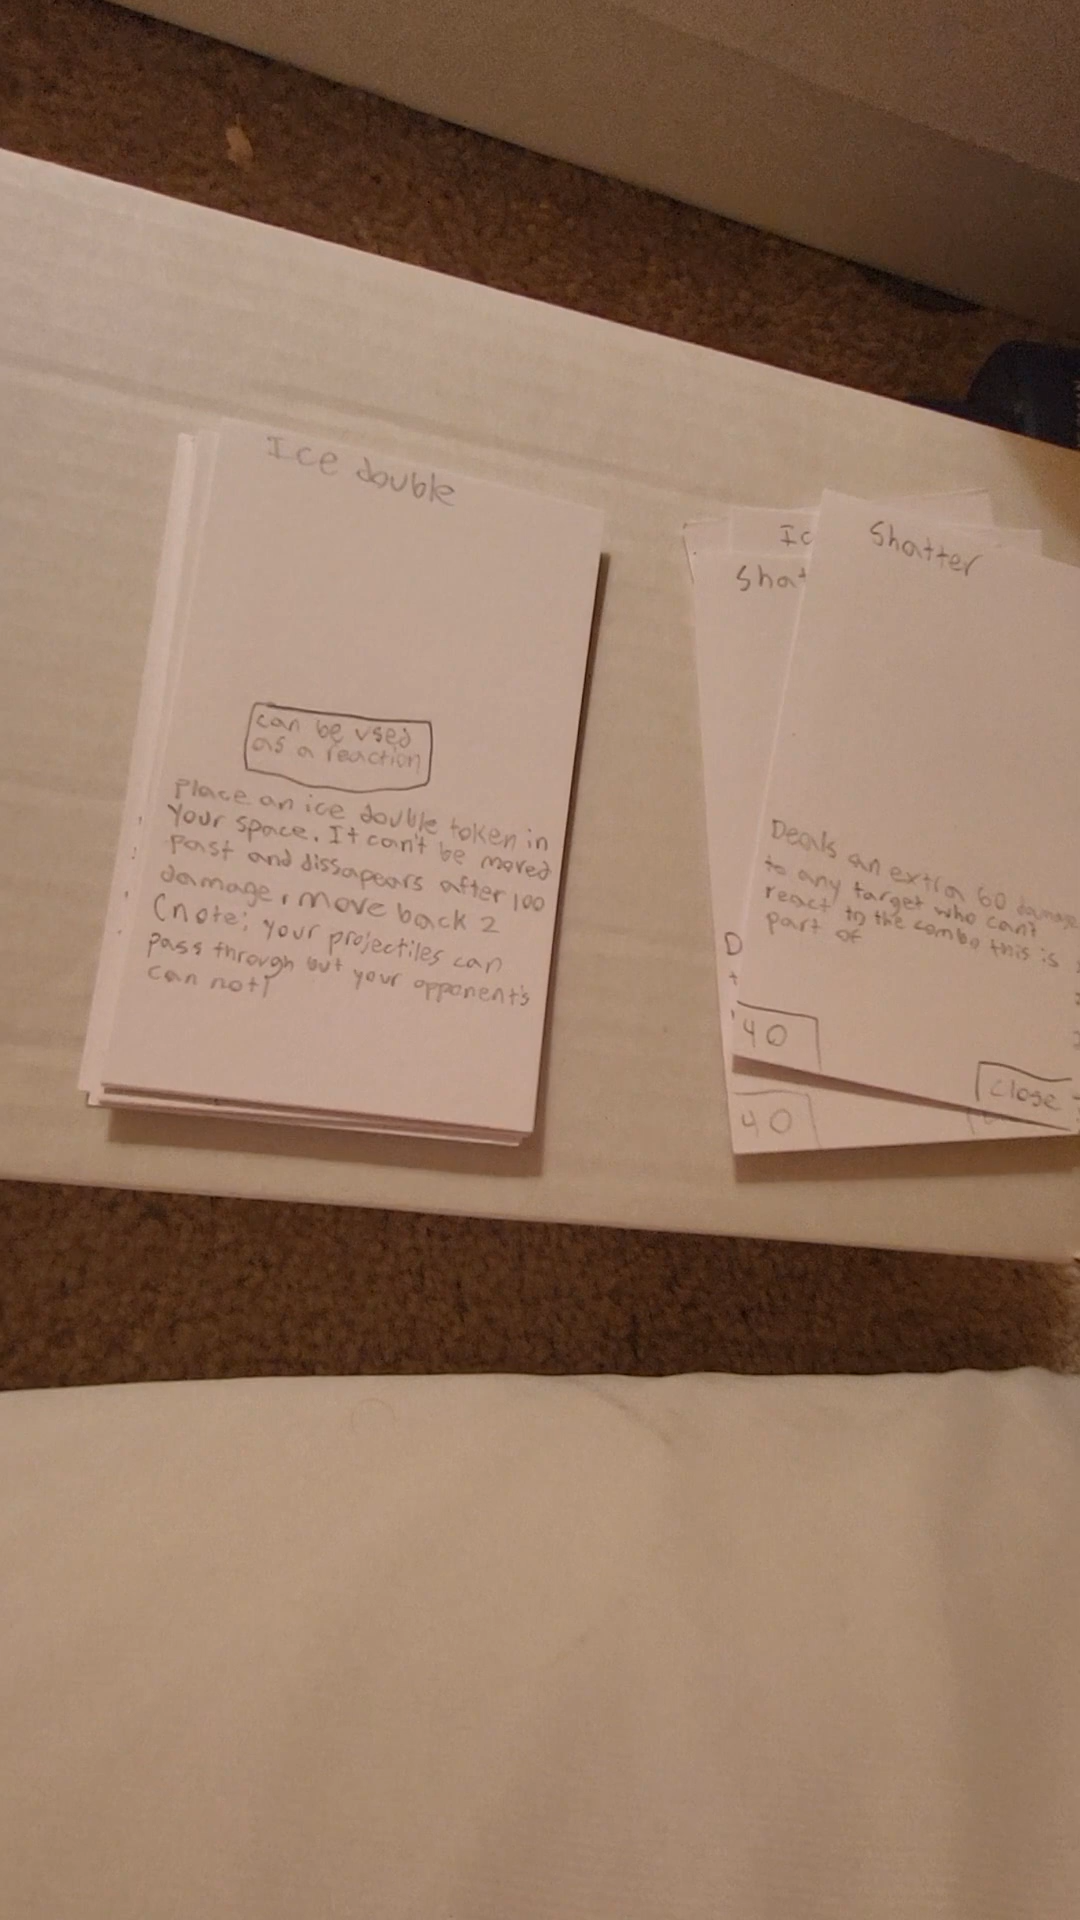 Ice double
can be used
as a reaction
Place an ice double token in
your space. It can't be moved
past and dissapears after 100
damage, move back 2
(note; your projectiles can
pass through but your opponent's
can not)
Ic
Shat
D
t
40
Shatter
Deals an extra 60 damage
to any target who can't
react to the combo this is
part of
40
close